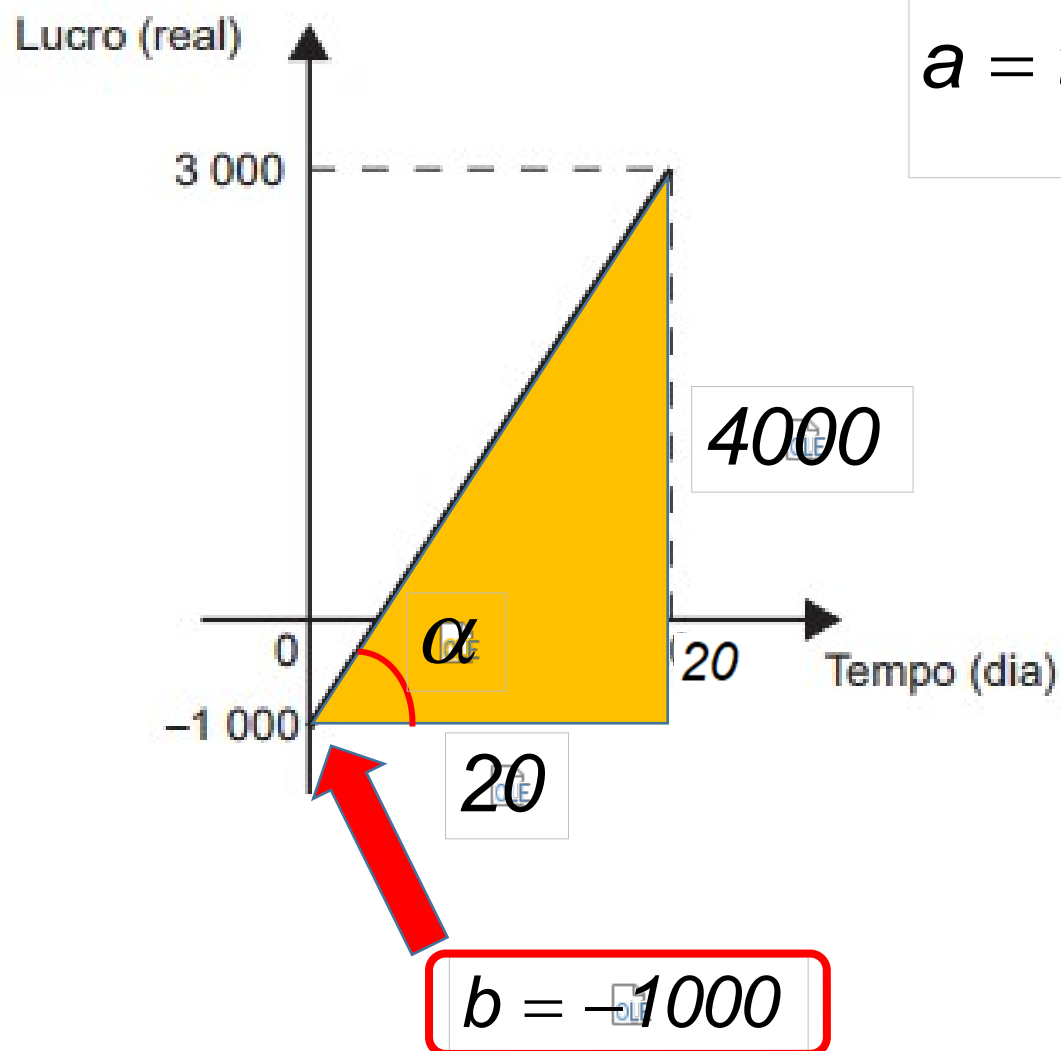 Lucro (real)
a =
3 000
4000
α
0
20
Tempo (dia)
–1 000
20
b = –1000